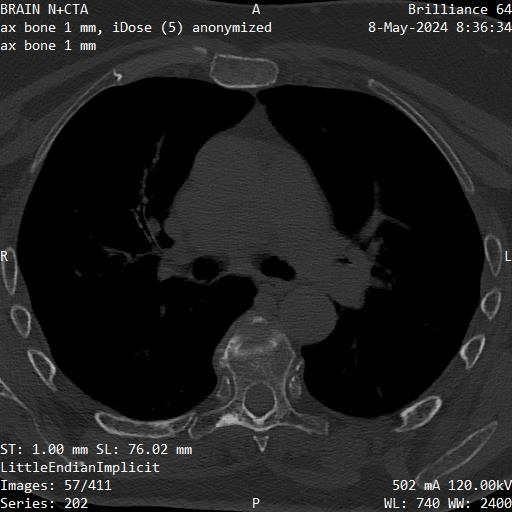 BRAIN N+CTA A Brilliance 64
ax bone 1 mm, iDose (5) anonymized 8-May-2024 8:36:34
ax bone 1 mm
R L
ST: 1.00 mm SL: 76.02 mm
LittleEndianImplicit
Images: 57/411 502 mA 120.00kV
Series: 202 P WL: 740 WW: 2400